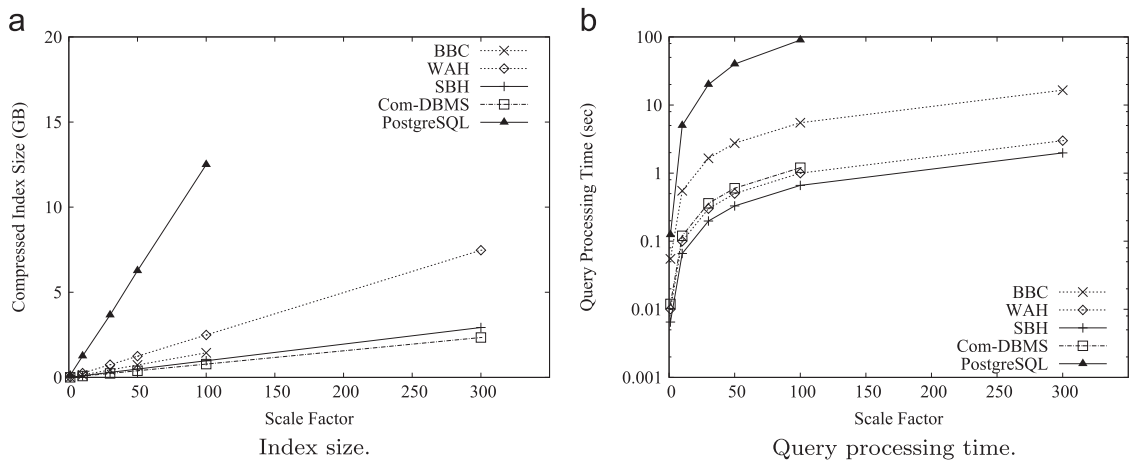 a
20
15
10
5
0
Compressed Index Size (GB)
BBC
WAH
SBH
Com-DBMS
PostgreSQL
0 50 100 150 200 250 300
Scale Factor
Index size.
b
100
10
1
0.1
0.01
0.001
Query Processing Time (sec)
BBC
WAH
SBH
Com-DBMS
PostgreSQL
0 50 100 150 200 250 300
Scale Factor
Query processing time.